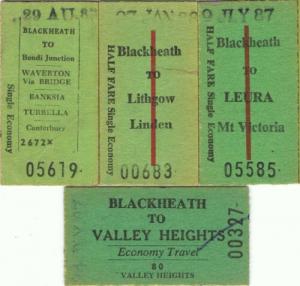 29 AU
BLACKHEATH
TO
Bondi Junction
WAVERTON
Via BRIDGE
BANKSIA
TURRELLA
Canterbury
2672x
Single Economy
05619
HALF FARE Single Economy
Blackheath
TO
Lithgow
Linden
00683
9 JLY 87
HALF FARE Single Economy
Blackheath
TO
LEURA
Mt Victoria
05585
BLACKHEATH
TO
VALLEY HEIGHTS
Economy Travel
80
VALLEY HEIGHTS
00327